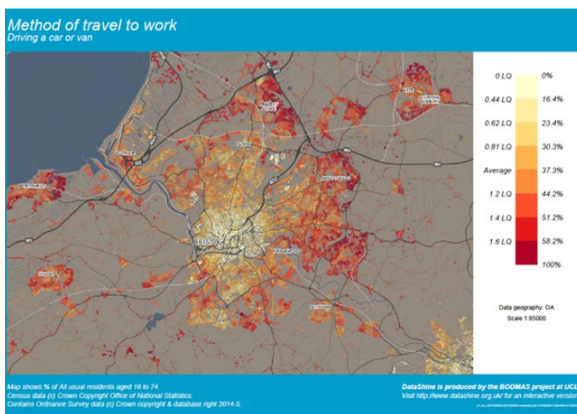 Method of travel to work
Driving a car or van
0 LQ 0%
0.44 LQ 16.4%
0.62 LQ 23.4%
0.81 LQ 30.3%
Average 37.3%
1.2 LQ 44.2%
1.4 LQ 51.2%
1.6 LQ 58.2%
100%
Data geography: OA
Scale 1:85000
Map shows % of All usual residents aged 16 to 74.
Census data (c) Crown Copyright Office of National Statistics.
Contains Ordnance Survey data (c) Crown copyright & database right 2014-5.
DataShine is produced by the BODMAS project at UCL
Visit http://www.datashine.org.uk/ for an interactive version